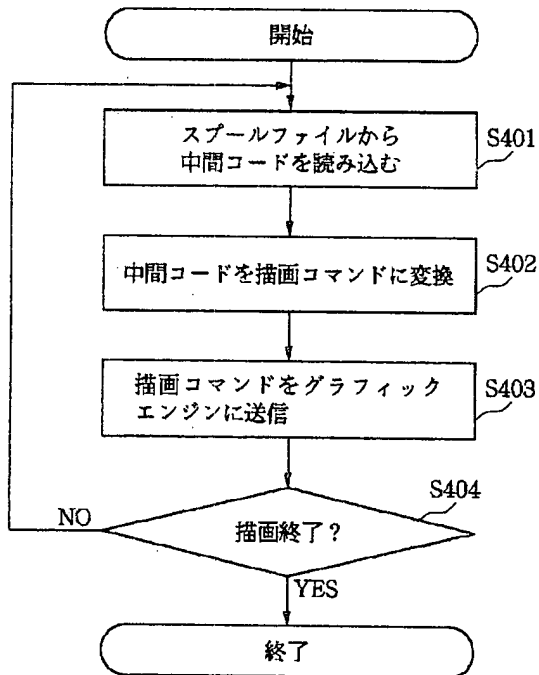 開始
スプールファイルから
中間コードを読み込む
S401
中間コードを描画コマンドに変換
S402
描画コマンドをグラフィック
エンジンに送信
S403
S404
描画終了？
NO
YES
終了